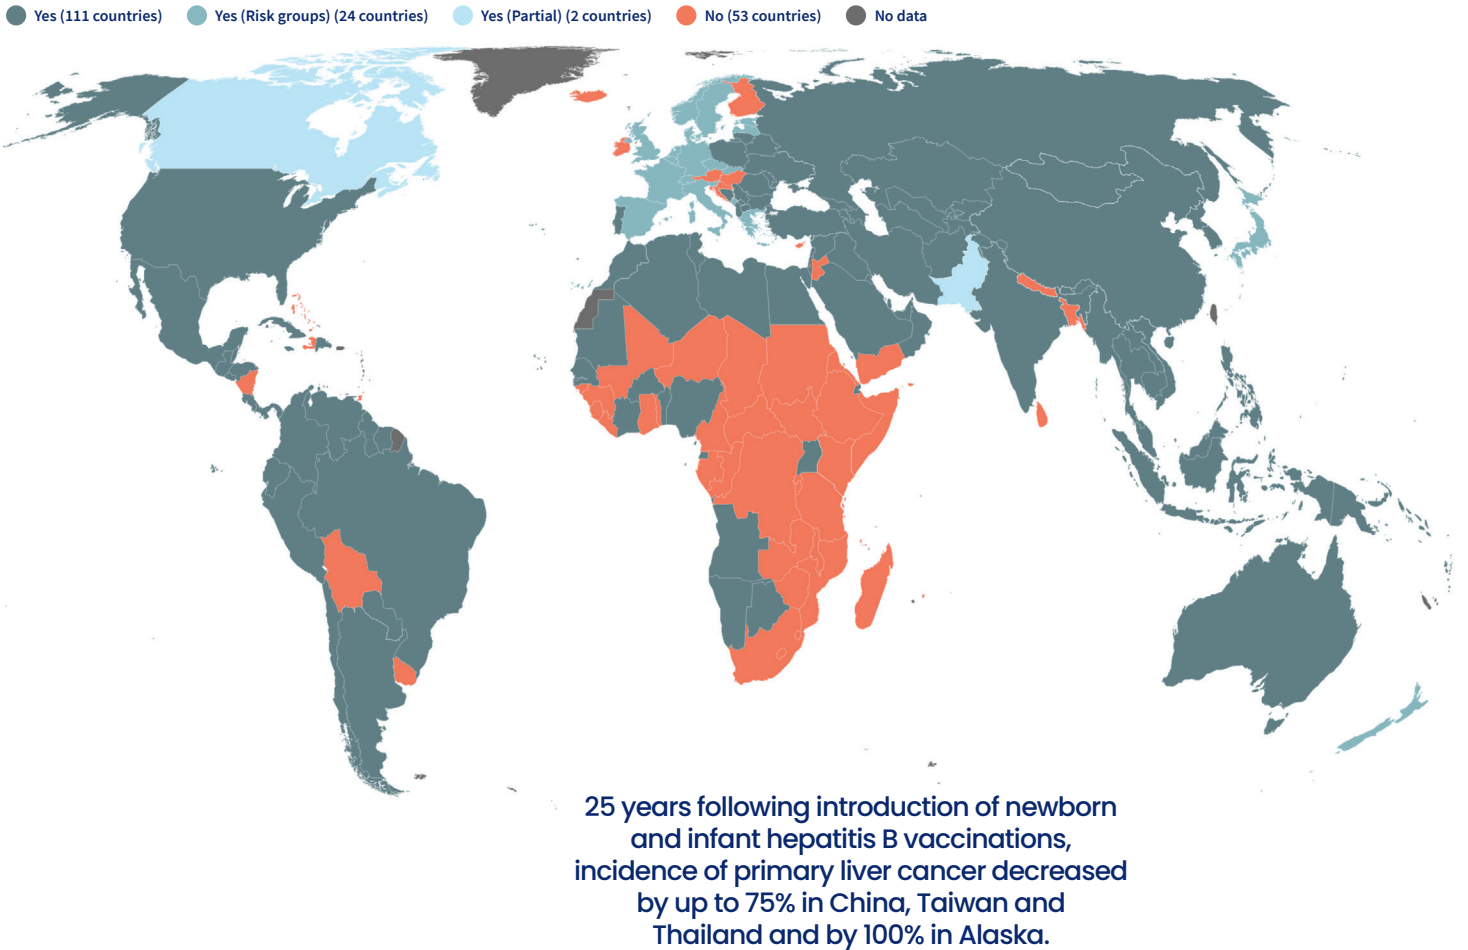 Yes (111 countries) Yes (Risk groups) (24 countries) Yes (Partial) (2 countries) No (53 countries) No data
25 years following introduction of newborn
and infant hepatitis B vaccinations,
incidence of primary liver cancer decreased
by up to 75% in China, Taiwan and
Thailand and by 100% in Alaska.